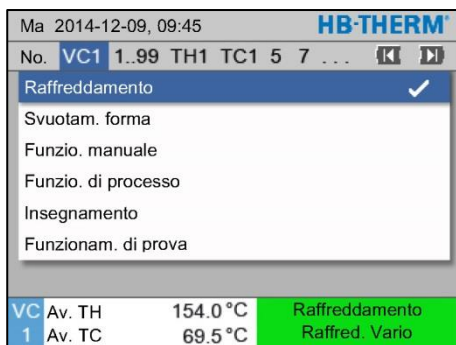 Ma 2014-12-09, 09:45 HB-THERM®
No. VC1 1..99 TH1 TC1 5 7 ...
Raffreddamento
Svuotam. forma
Funzio. manuale
Funzio. di processo
Insegnamento
Funzionam. di prova
VC Av. TH 154.0 °C Raffreddamento
1 Av. TC 69.5 °C Raffred. Vario